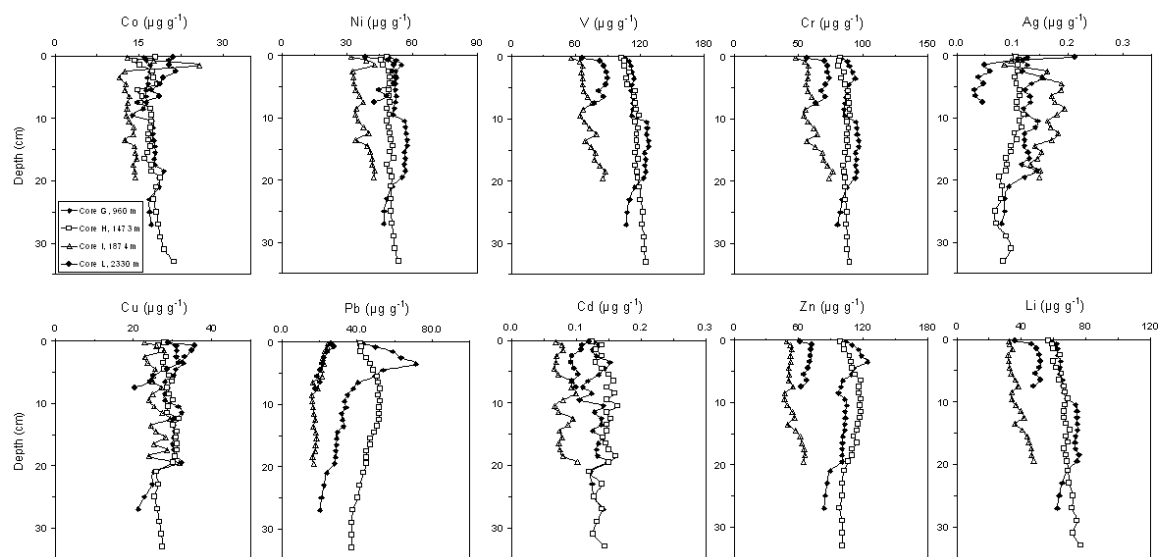 Co (µg g-1)
0 15 30
Ni (µg g-1)
0 30 60 90
V (µg g-1)
0 60 120 180
Cr (µg g-1)
0 60 120 180
Ag (µg g-1)
0.0 0.1 0.2 0.3
Depth (cm)
0
10
20
30
Core G, 960 m
Core H, 1473 m
Core I, 1874 m
Core L, 2330 m
Cu (µg g-1)
0 20 40
Pb (µg g-1)
0.0 40.0 80.0
Cd (µg g-1)
0.0 0.1 0.2 0.3
Zn (µg g-1)
0 60 120 180
Li (µg g-1)
0 40 80 120
Depth (cm)
0
10
20
30